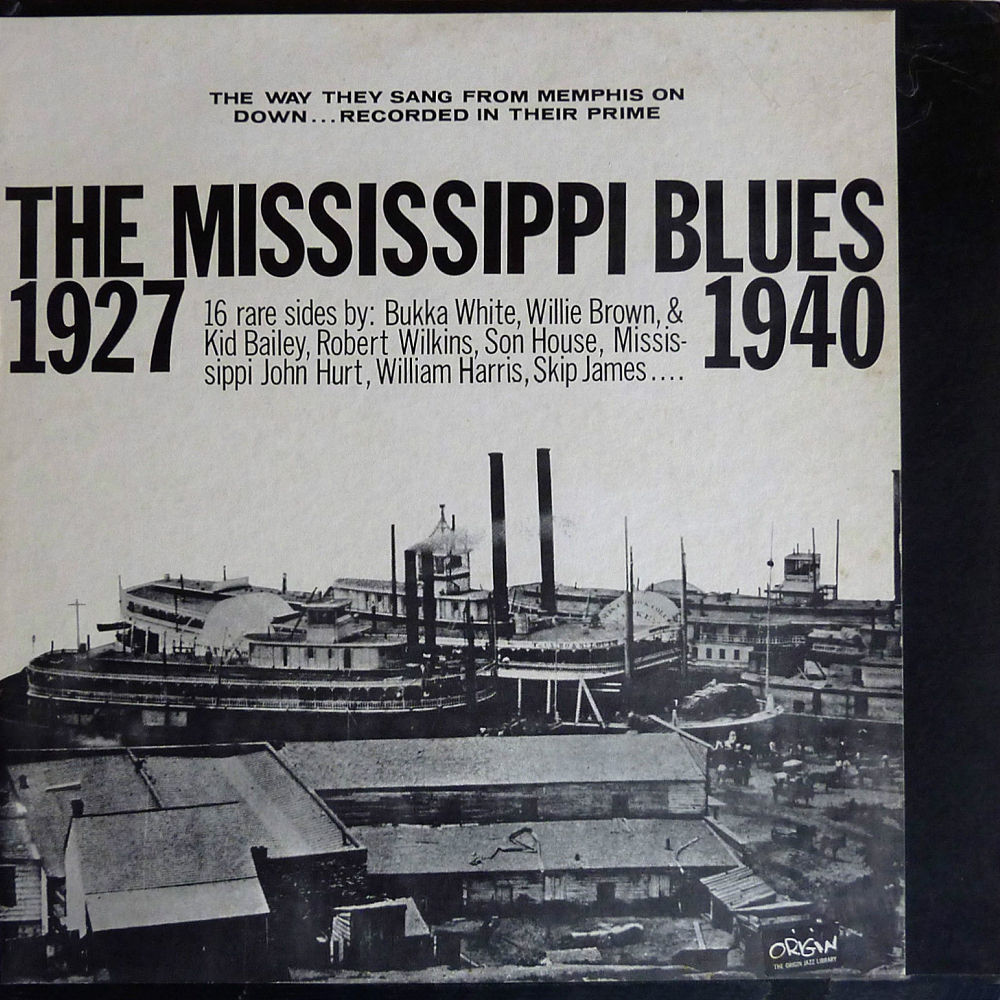 THE WAY THEY SANG FROM MEMPHIS ON
DOWN...RECORDED IN THEIR PRIME
THE MISSISSIPPI BLUES
1927
16 rare sides by: Bukka White, Willie Brown, &
Kid Bailey, Robert Wilkins, Son House, Missis-
sippi John Hurt, William Harris, Skip James....
1940
ORIGIN
THE ORIGIN JAZZ LIBRARY